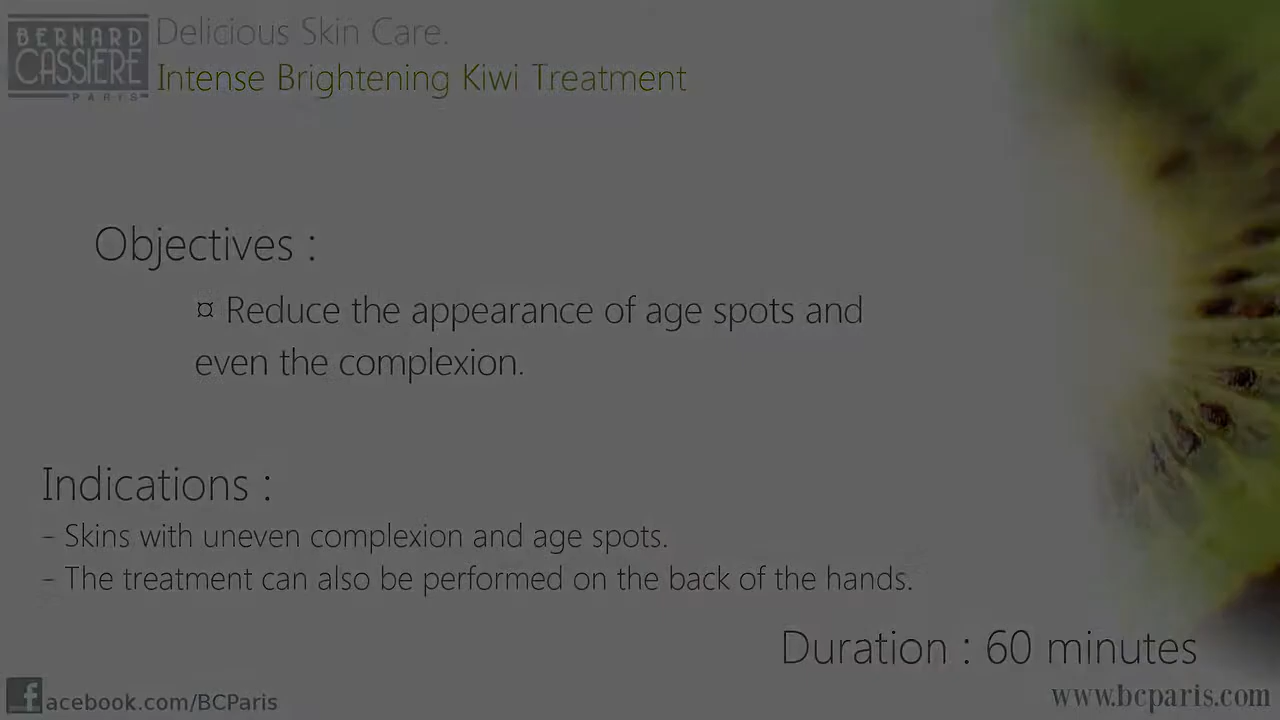 BERNARD
CASSIERE
PARIS
Delicious Skin Care.
Intense Brightening Kiwi Treatment
Objectives :
¤ Reduce the appearance of age spots and
even the complexion.
Indications :
- Skins with uneven complexion and age spots.
- The treatment can also be performed on the back of the hands.
Duration : 60 minutes
facebook.com/BCParis
www.bcparis.com